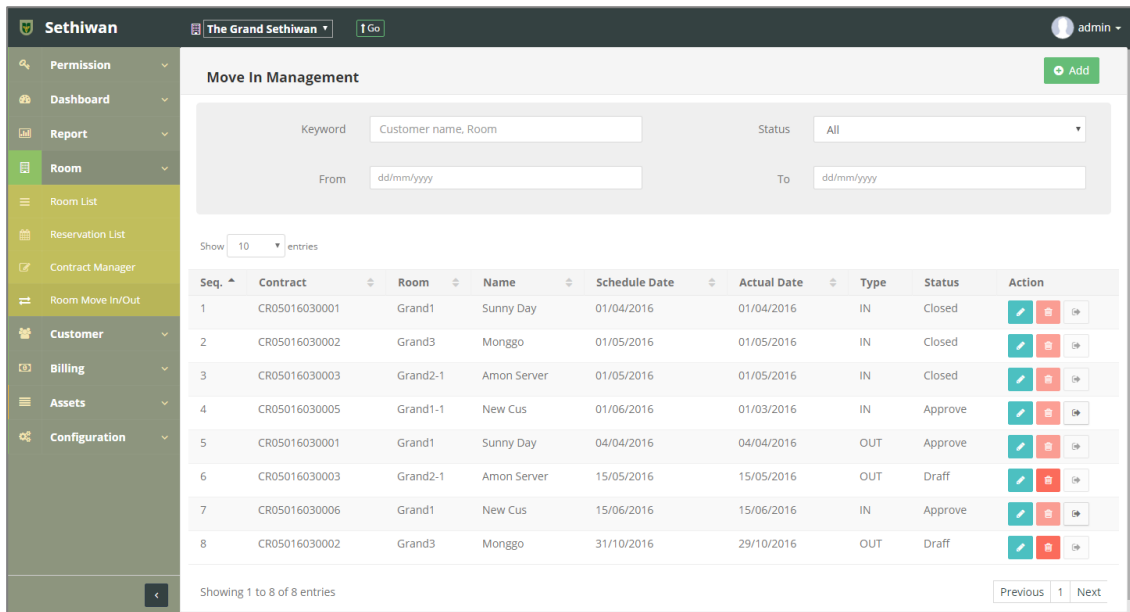 Sethiwan
The Grand Sethiwan
Go
admin
Permission
Dashboard
Report
Room
Room List
Reservation List
Contract Manager
Room Move In/Out
Customer
Billing
Assets
Configuration
Move In Management
Add
Keyword Customer name, Room Status All
From dd/mm/yyyy To dd/mm/yyyy
Show 10 entries
Seq. Contract Room Name Schedule Date Actual Date Type Status Action
1 CR05016030001 Grand1 Sunny Day 01/04/2016 01/04/2016 IN Closed
2 CR05016030002 Grand3 Monggo 01/05/2016 01/05/2016 IN Closed
3 CR05016030003 Grand2-1 Amon Server 01/05/2016 01/05/2016 IN Closed
4 CR05016030005 Grand1-1 New Cus 01/06/2016 01/03/2016 IN Approve
5 CR05016030001 Grand1 Sunny Day 04/04/2016 04/04/2016 OUT Approve
6 CR05016030003 Grand2-1 Amon Server 15/05/2016 15/05/2016 OUT Draff
7 CR05016030006 Grand1 New Cus 15/06/2016 15/06/2016 IN Approve
8 CR05016030002 Grand3 Monggo 31/10/2016 29/10/2016 OUT Draff
Showing 1 to 8 of 8 entries
Previous 1 Next